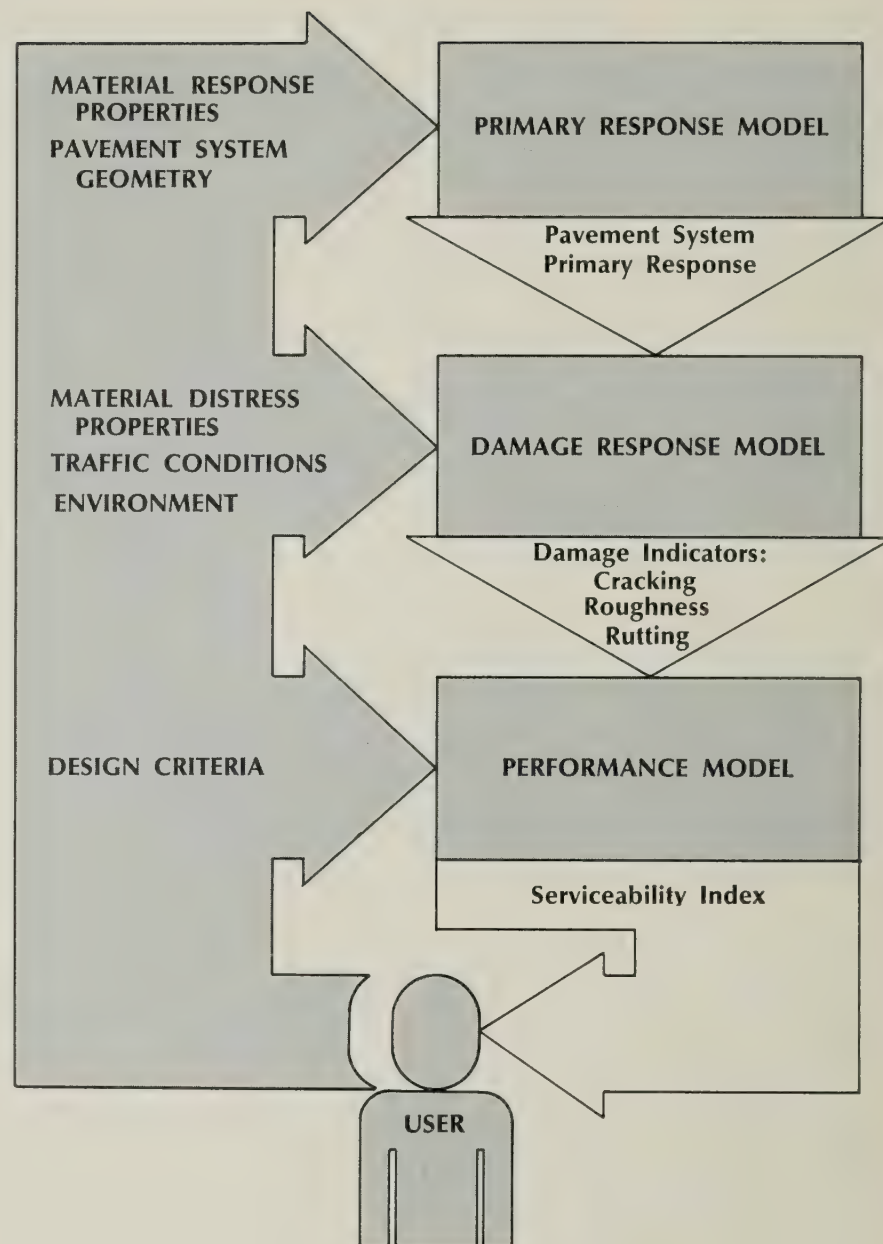 MATERIAL RESPONSE
PROPERTIES
PAVEMENT SYSTEM
GEOMETRY
PRIMARY RESPONSE MODEL
Pavement System
Primary Response
MATERIAL DISTRESS
PROPERTIES
TRAFFIC CONDITIONS
ENVIRONMENT
DAMAGE RESPONSE MODEL
Damage Indicators:
Cracking
Roughness
Rutting
DESIGN CRITERIA
PERFORMANCE MODEL
Serviceability Index
USER